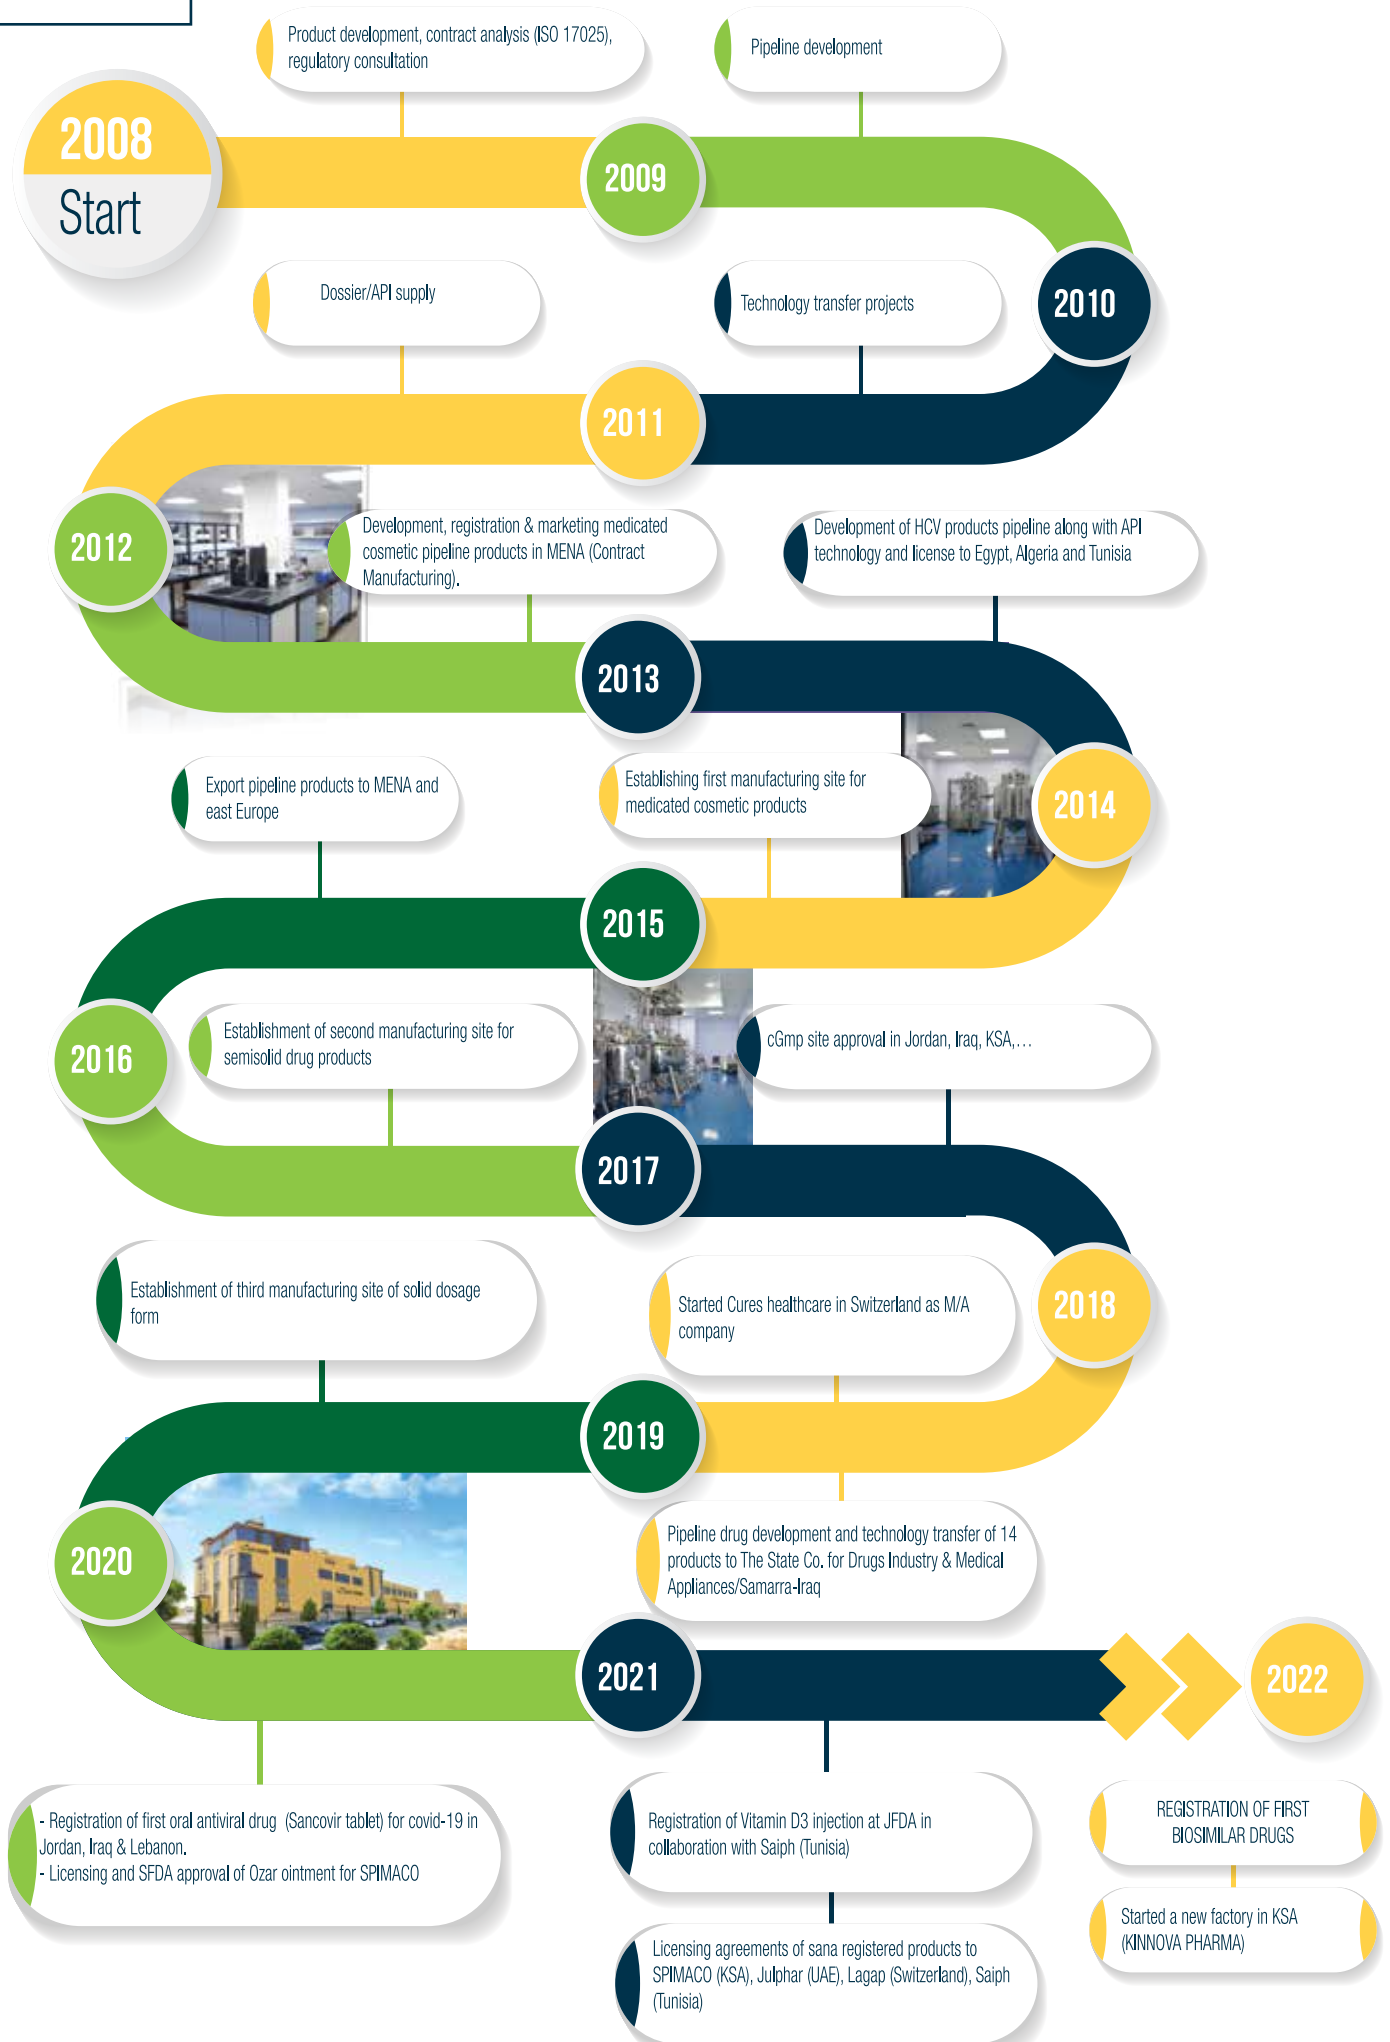 Product development, contract analysis (ISO 17025),
regulatory consultation
Pipeline development
2008
Start
2009
2010
Dossier/API supply
Technology transfer projects
2011
2012
Development, registration & marketing medicated
cosmetic pipeline products in MENA (Contract
Manufacturing).
Development of HCV products pipeline along with API
technology and license to Egypt, Algeria and Tunisia
2013
2014
Export pipeline products to MENA and
east Europe
Establishing first manufacturing site for
medicated cosmetic products
2015
2016
Establishment of second manufacturing site for
semisolid drug products
cGmp site approval in Jordan, Iraq, KSA,...
2017
2018
Establishment of third manufacturing site of solid dosage
form
Started Cures healthcare in Switzerland as M/A
company
2019
2020
Pipeline drug development and technology transfer of 14
products to The State Co. for Drugs Industry & Medical
Appliances/Samarra-Iraq
2021
2022
- Registration of first oral antiviral drug (Sancovir tablet) for covid-19 in
Jordan, Iraq & Lebanon.
- Licensing and SFDA approval of Ozar ointment for SPIMACO
Registration of Vitamin D3 injection at JFDA in
collaboration with Saiph (Tunisia)
Licensing agreements of sana registered products to
SPIMACO (KSA), Julphar (UAE), Lagap (Switzerland), Saiph
(Tunisia)
REGISTRATION OF FIRST
BIOSIMILAR DRUGS
Started a new factory in KSA
(KINNOVA PHARMA)